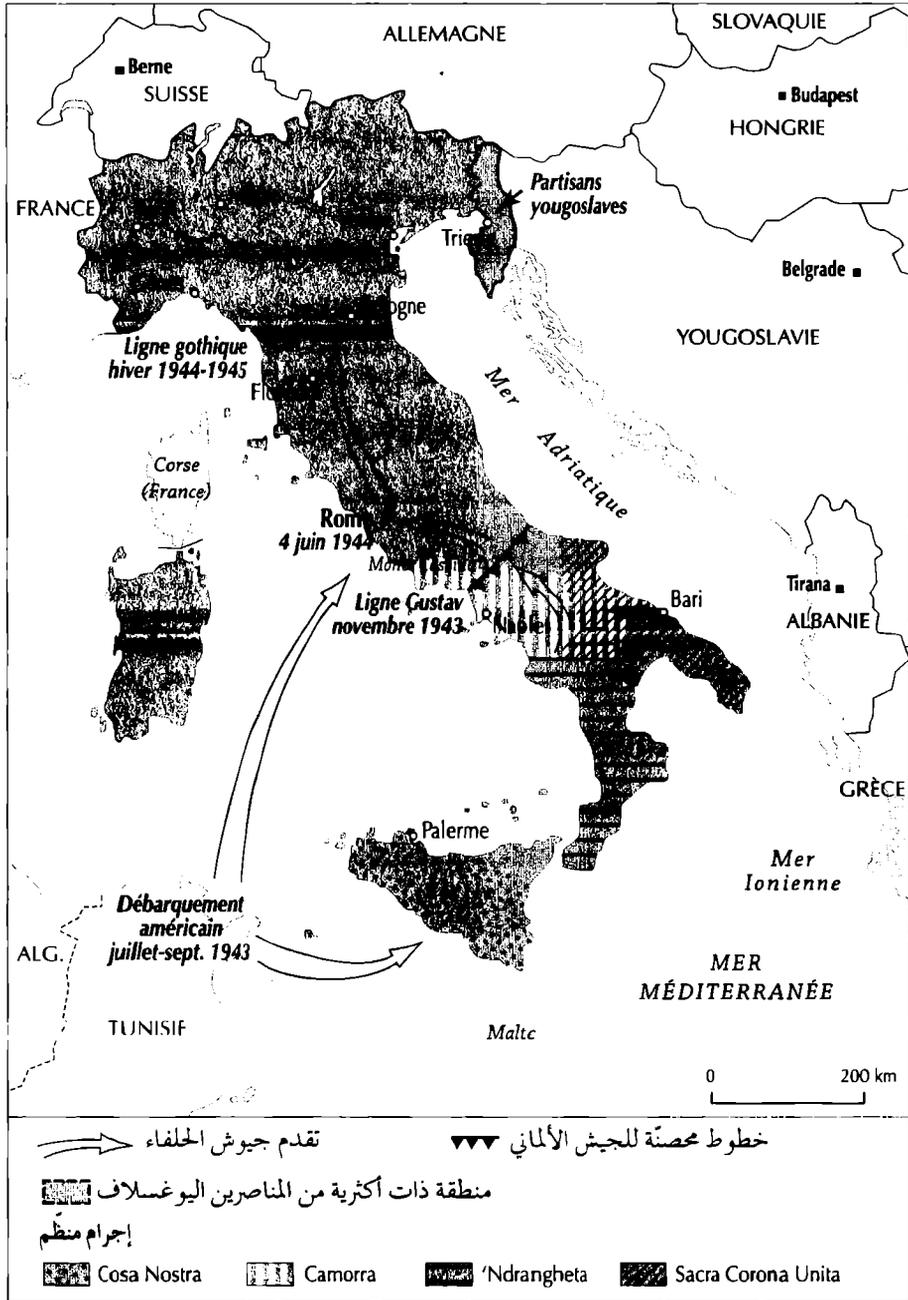 ALLEMAGNE
SLOVAQUIE
Berne
SUISSE
Budapest
HONGRIE
FRANCE
Partisans
yougoslaves
Belgrade
YOUGOSLAVIE
Ligne gothique
hiver 1944-1945
Mer
Adriatique
Corse
(France)
Rome
4 juin 1944
Ligne Gustav
novembre 1943
Bari
Tirana
ALBANIE
GRÈCE
Palerme
Mer
Ionienne
Débarquement
américain
juillet-sept. 1943
ALG.
MER
MÉDITERRANÉE
TUNISIE
Malte
0 200 km
تقدم جيوش الحلفاء
خطوط محصنّة للجيش الألماني
منطقة ذات أكثرية من المناصرين اليوغسلاف
إجرام منظّم
Cosa Nostra
Camorra
'Ndrangheta
Sacra Corona Unita